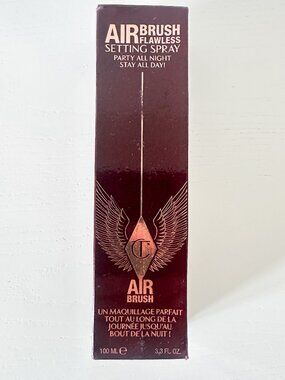 AIRBRUSH
FLAWLESS
SETTING SPRAY
PARTY ALL NIGHT
STAY ALL DAY!
CT
AIR
BRUSH
UN MAQUILLAGE PARFAIT
TOUT AU LONG DE LA
JOURNÉE JUSQU'AU
BOUT DE LA NUIT !
100 ML ℮ 3,3 FL. OZ.